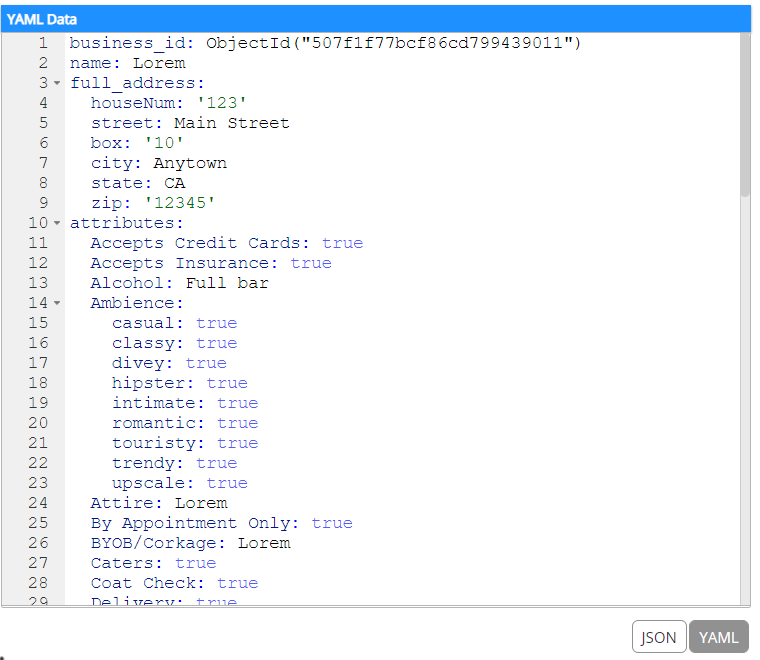 YAML Data
1 business_id: ObjectId("507f1f77bcf86cd799439011")
2 name: Lorem
3 full_address:
4 houseNum: '123'
5 street: Main Street
6 box: '10'
7 city: Anytown
8 state: CA
9 zip: '12345'
10 attributes:
11 Accepts Credit Cards: true
12 Accepts Insurance: true
13 Alcohol: Full bar
14 Ambience:
15 casual: true
16 classy: true
17 divey: true
18 hipster: true
19 intimate: true
20 romantic: true
21 touristy: true
22 trendy: true
23 upscale: true
24 Attire: Lorem
25 By Appointment Only: true
26 BYOB/Corkage: Lorem
27 Caters: true
28 Coat Check: true
29 Delivery: true
JSON YAML